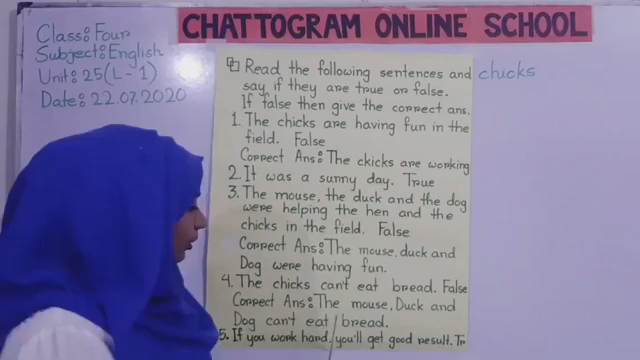 CHATTOGRAM ONLINE SCHOOL
Class: Four
Subject: English
Unit: 25 (L-1)
Date: 22.07.2020
Read the following sentences and
say if they are true or false.
If false then give the correct ans.
1. The chicks are having fun in the
field. False
Correct Ans: The ckicks are working
2. It was a sunny day. True
3. The mouse, the duck and the dog
were helping the hen and the
chicks in the field. False
Correct Ans: The mouse, duck and
Dog were having fun.
4. The chicks can't eat bread. False
Correct Ans: The mouse, Duck and
Dog can't eat bread.
5. If you work hard, you'll get good result. Tr
chicks